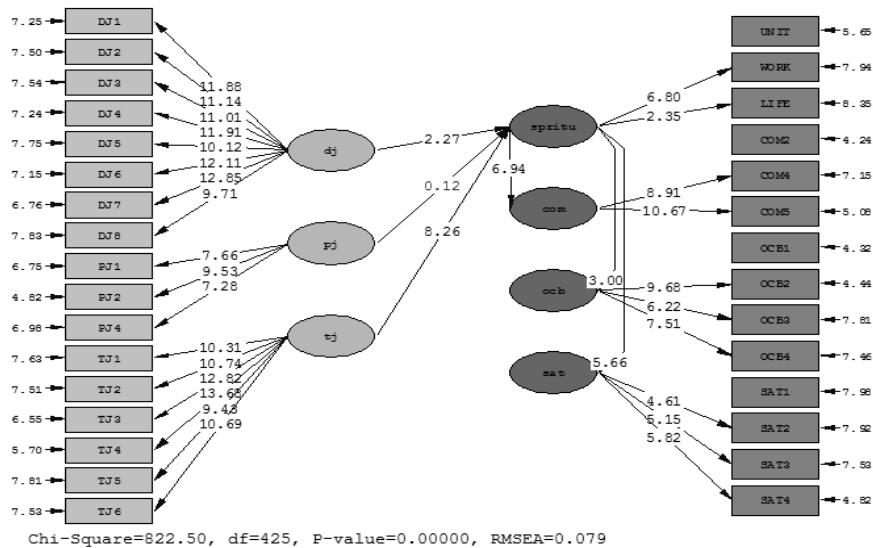 7.25 DJ1
7.50 DJ2
7.54 DJ3
7.24 DJ4
7.75 DJ5
7.15 DJ6
6.76 DJ7
7.83 DJ8
6.75 PJ1
4.82 PJ2
6.98 PJ4
7.63 TJ1
7.51 TJ2
6.55 TJ3
5.70 TJ4
7.81 TJ5
7.53 TJ6
11.88
11.14
11.01
11.91
10.12
12.11
12.85
9.71
7.66
9.53
7.28
10.31
10.74
12.82
13.68
9.48
10.69
dj
pj
tj
2.27
0.12
8.26
spritu
6.94
com
ocb
sat
3.00
5.66
6.80
2.35
8.91
10.67
9.68
6.22
7.51
4.61
5.15
5.82
UNIT 5.65
WORK 7.94
LIFE 8.35
COM2 4.24
COM4 7.15
COM5 5.08
OCB1 4.32
OCB2 4.44
OCB3 7.81
OCB4 7.46
SAT1 7.98
SAT2 7.92
SAT3 7.53
SAT4 4.82
Chi-Square=822.50, df=425, P-value=0.00000, RMSEA=0.079